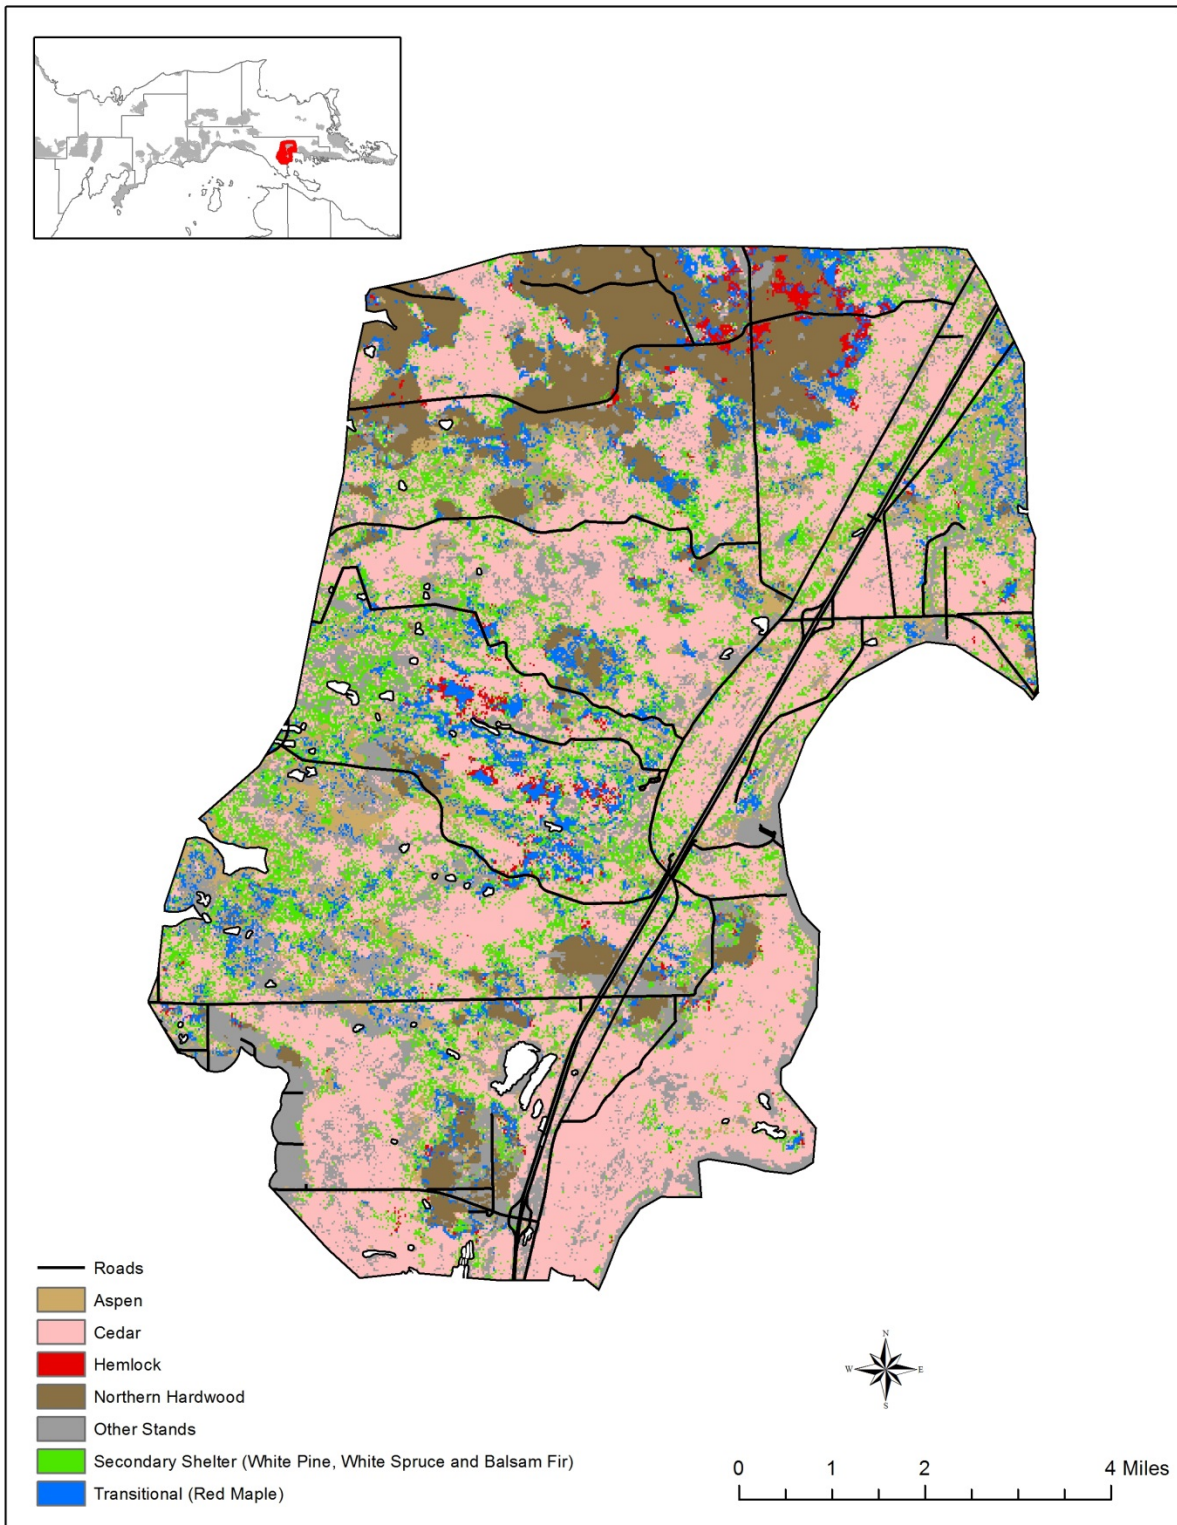 Roads
Aspen
Cedar
Hemlock
Northern Hardwood
Other Stands
Secondary Shelter (White Pine, White Spruce and Balsam Fir)
Transitional (Red Maple)
N
W E
S
0 1 2 4 Miles